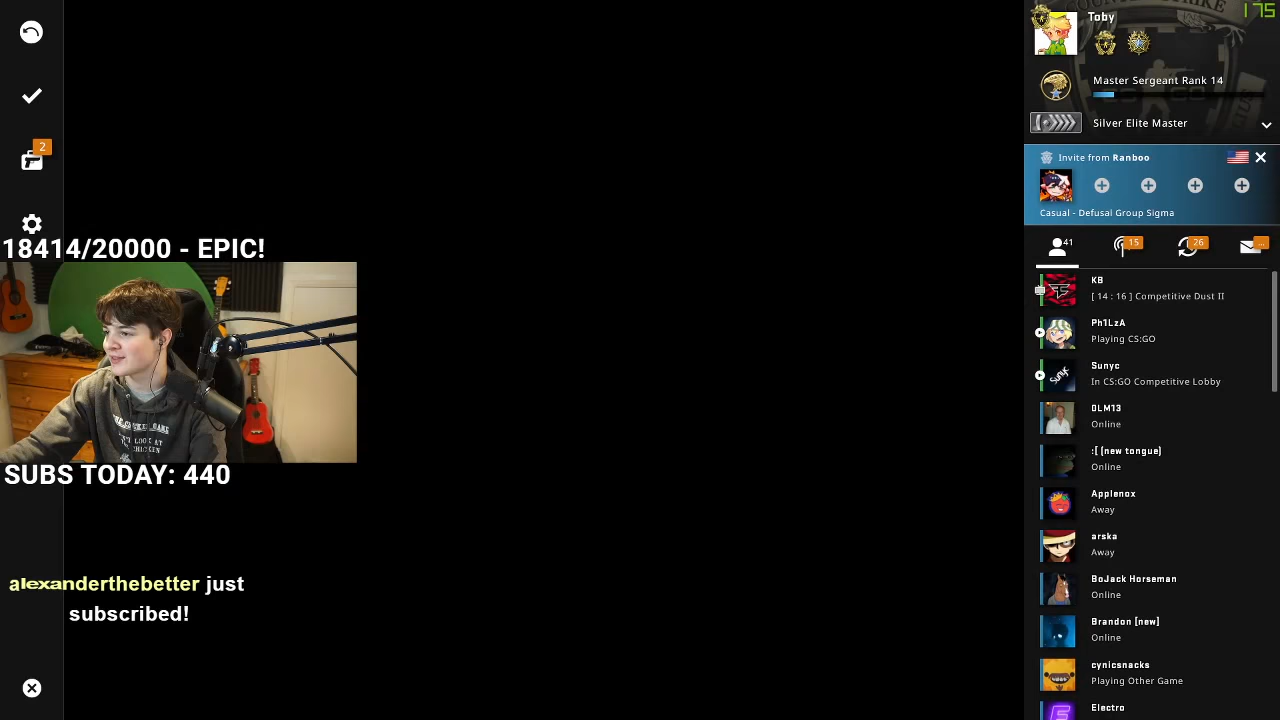 175
Toby
Master Sergeant Rank 14
Silver Elite Master
Invite from Ranboo
Casual - Defusal Group Sigma
2
41
15
26
...
18414/20000 - EPIC!
SUBS TODAY: 440
alexanderthebetter just
subscribed!
KB
[ 14 : 16 ] Competitive Dust II
Ph1LzA
Playing CS:GO
Sunyc
In CS:GO Competitive Lobby
DLM13
Online
:[ (new tongue)
Online
Applenox
Away
arska
Away
BoJack Horseman
Online
Brandon [new]
Online
cynicsnacks
Playing Other Game
Electro